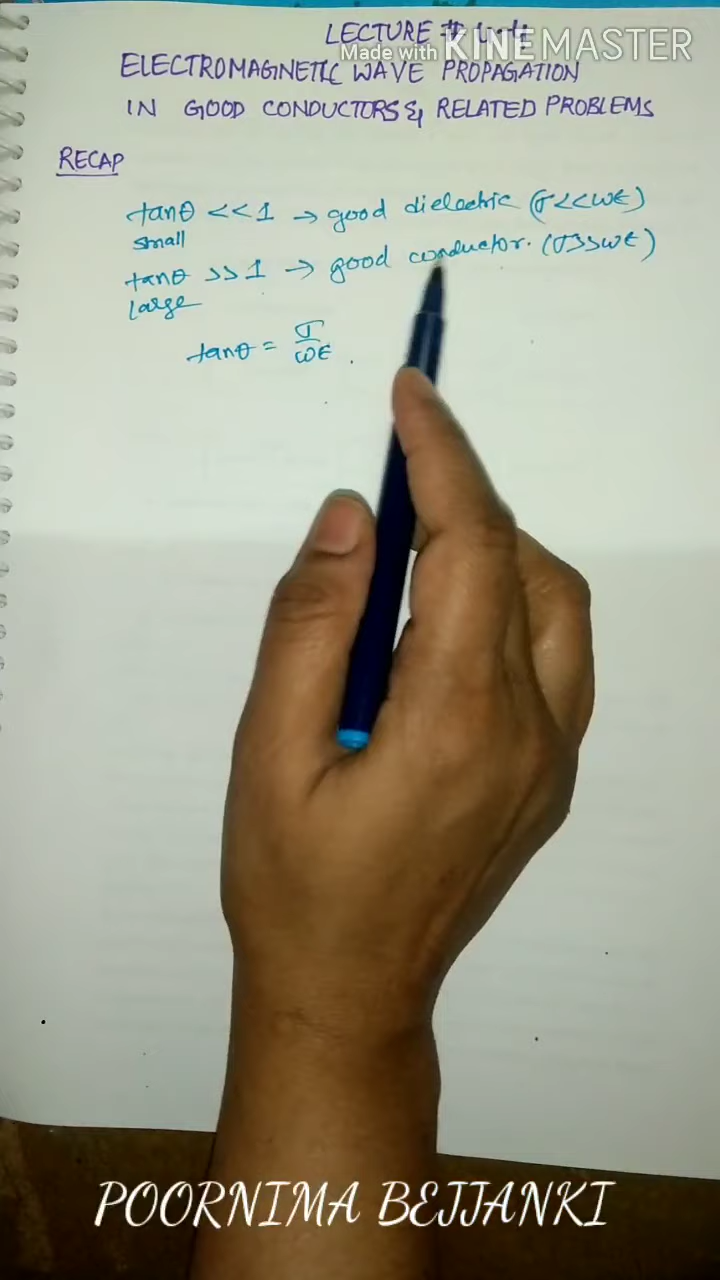 LECTURE #
Made with KINEMASTER
ELECTROMAGNETIC WAVE PROPAGATION
IN GOOD CONDUCTORS & RELATED PROBLEMS
RECAP
tanθ <<1 → good dielectric (σ<<ωϵ)
small
tanθ >>1 → good conductor. (σ>>ωϵ)
large
tanθ = σ/ωϵ .
POORNIMA BEJJANKI